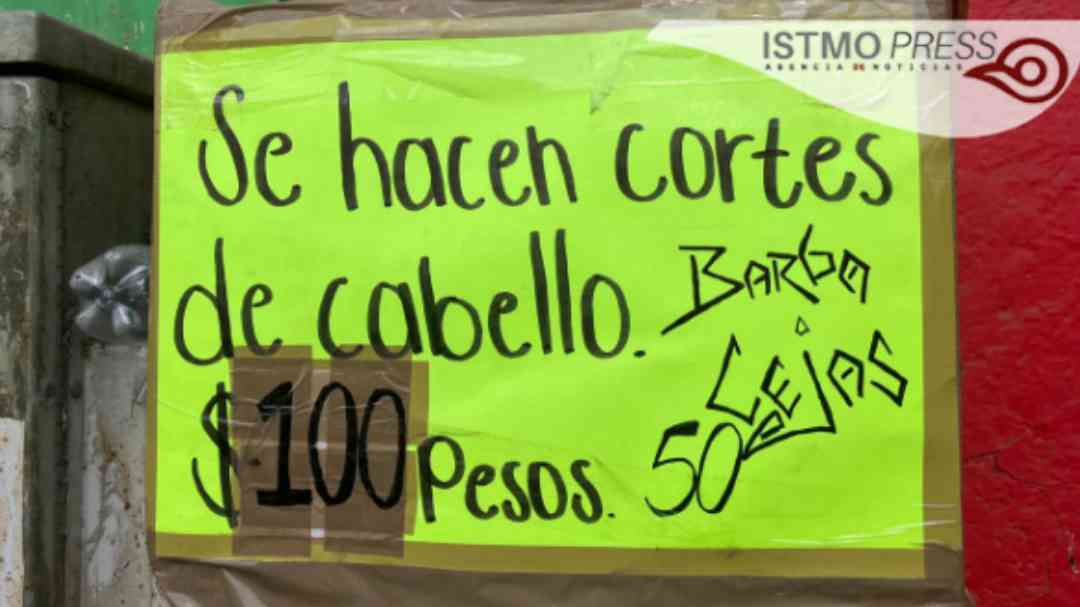 ISTMO PRESS
AGENCIA DE NOTICIAS
Se hacen cortes
de cabello.
$100 Pesos.
BARBA
CEJAS
50